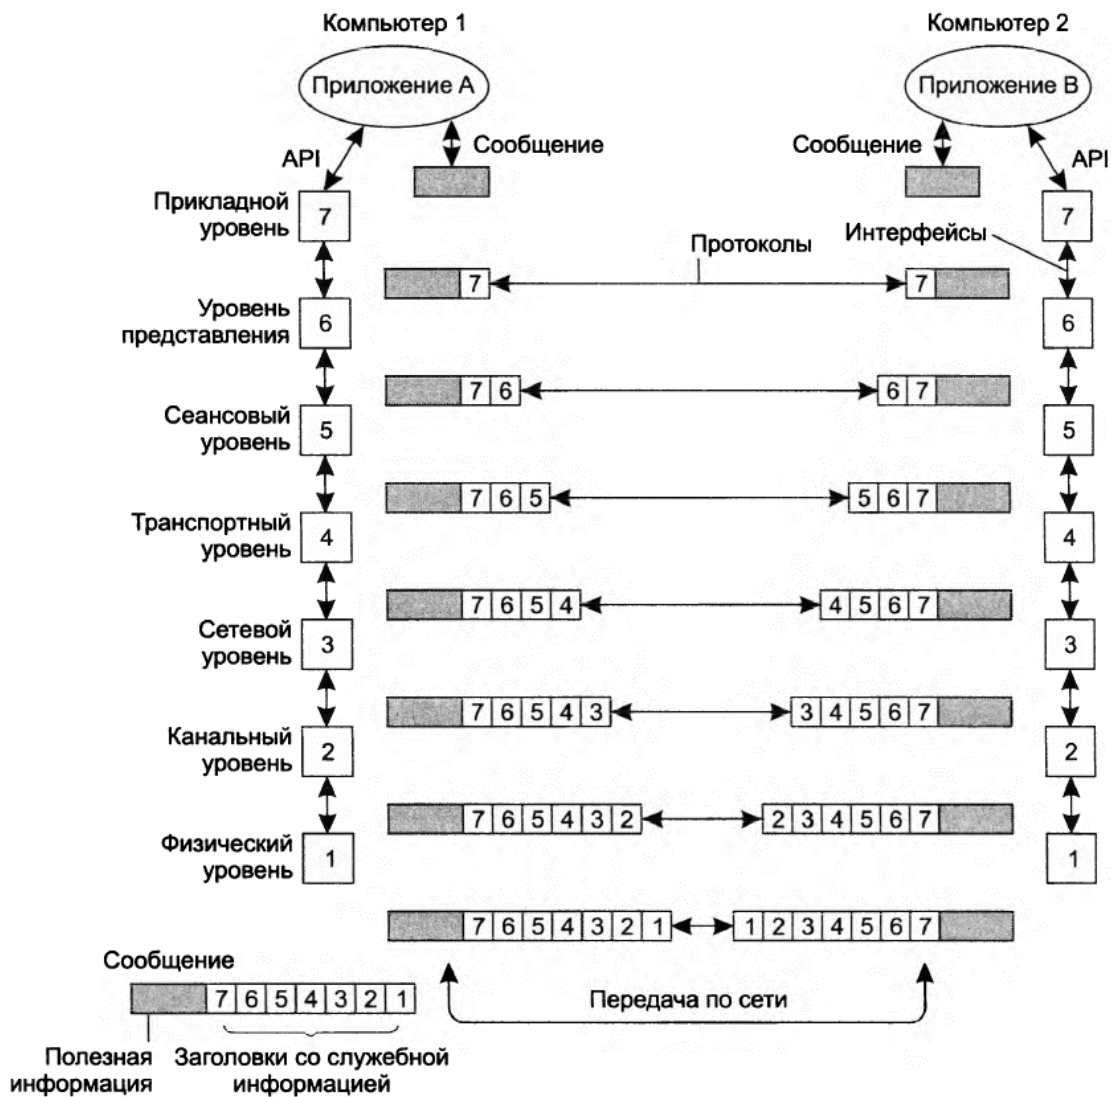 Компьютер 1
Компьютер 2
Приложение А
Приложение В
API
Сообщение
Сообщение
API
Прикладной
уровень
7
7
Протоколы
Интерфейсы
7
7
Уровень
представления
6
6
7 6
6 7
Сеансовый
уровень
5
5
7 6 5
5 6 7
Транспортный
уровень
4
4
7 6 5 4
4 5 6 7
Сетевой
уровень
3
3
7 6 5 4 3
3 4 5 6 7
Канальный
уровень
2
2
7 6 5 4 3 2
2 3 4 5 6 7
Физический
уровень
1
1
7 6 5 4 3 2 1
1 2 3 4 5 6 7
Сообщение
7 6 5 4 3 2 1
Передача по сети
Полезная
информация
Заголовки со служебной
информацией